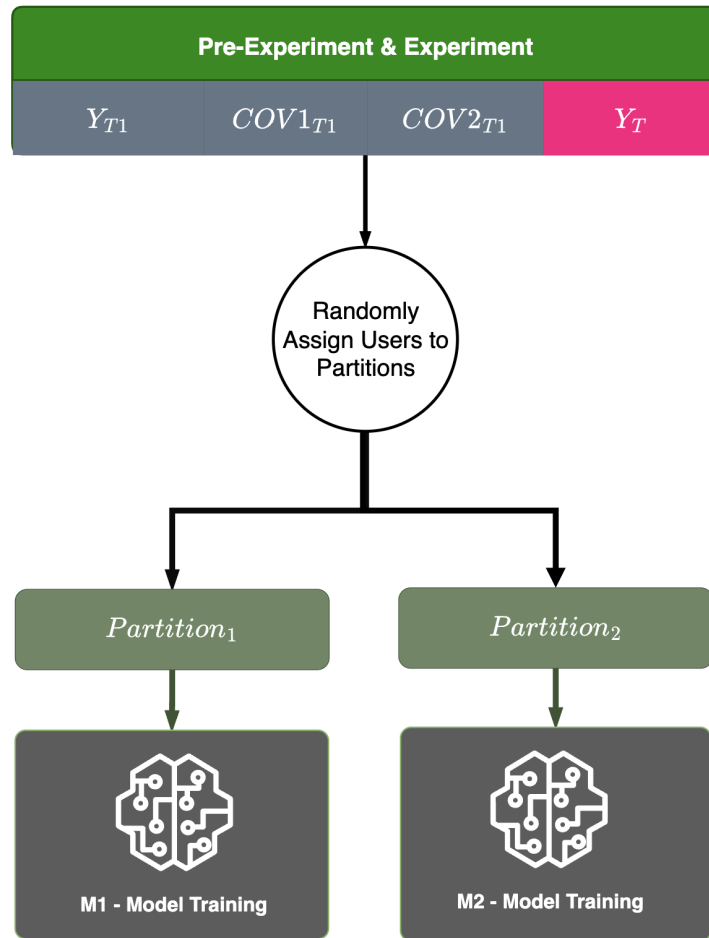 Pre-Experiment & Experiment
Y_{T1} COV1_{T1} COV2_{T1} Y_T
Randomly
Assign Users to
Partitions
Partition_1 Partition_2
M1 - Model Training M2 - Model Training